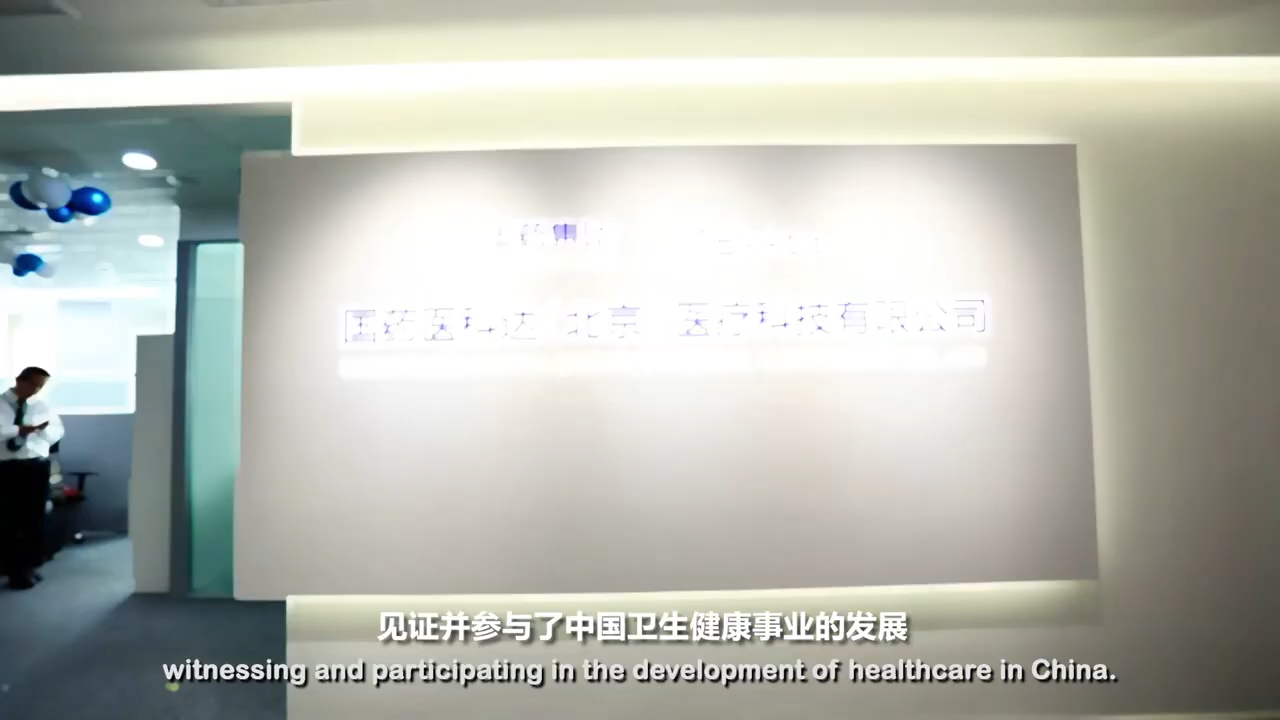 国药医科达 北京 医疗科技有限公司
见证并参与了中国卫生健康事业的发展
witnessing and participating in the development of healthcare in China.